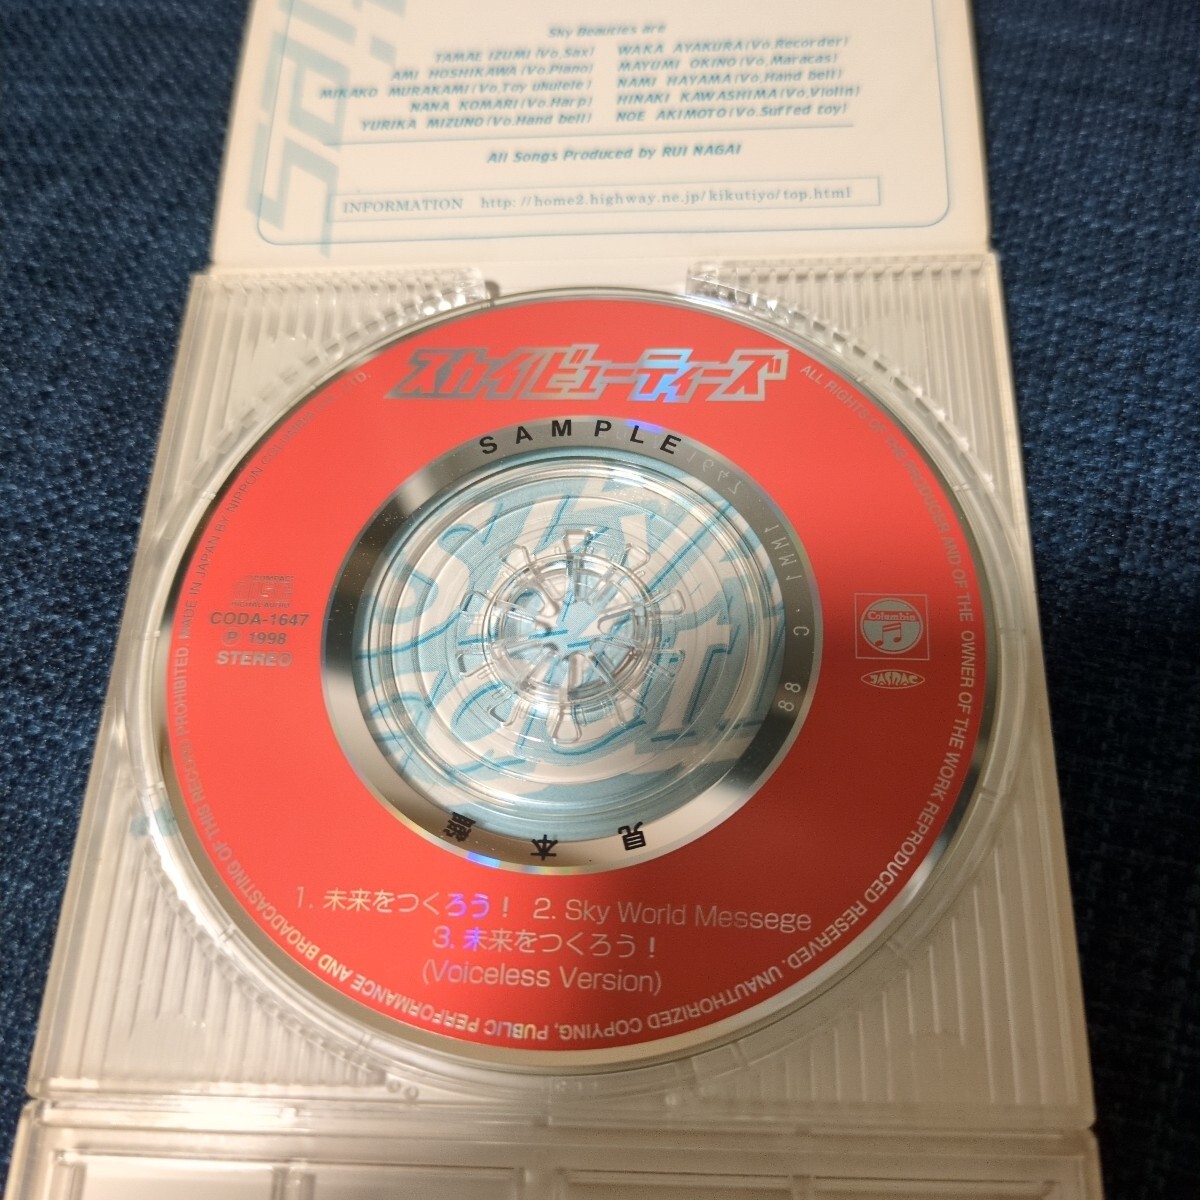 Sky Beauties are
TAMAE IZUMI(Vo.Sax)
AMI HOSHIKAWA(Vo.Piano)
MIKAKO MURAKAMI(Vo.Toy ukulele)
NANA KOMARI(Vo.Harp)
YURIKA MIZUNO(Vo.Hand bell)
WAKA AYAKURA(Vo.Recorder)
MAYUMI OKINO(Vo.Maracas)
NAMI HAYAMA(Vo.Hand bell)
HINAKI KAWASHIMA(Vo.Violin)
NOE AKIMOTO(Vo.Suffed toy)
All Songs Produced by RUI NAGAI
INFORMATION http://home2.highway.ne.jp/kikutiyo/top.html
スカイビューティーズ
SAMPLE
COMPACT
DIGITAL AUDIO
CODA-1647
Ⓟ 1998
STEREO
Columbia
JASRAC
見本盤
1. 未来をつくろう! 2. Sky World Messege
3. 未来をつくろう!
(Voiceless Version)
ALL RIGHTS OF THE PRODUCER AND OF THE OWNER OF THE WORK REPRODUCED RESERVED. UNAUTHORIZED COPYING, PUBLIC PERFORMANCE AND BROADCASTING OF THIS RECORD PROHIBITED MADE IN JAPAN BY NIPPON LTD.